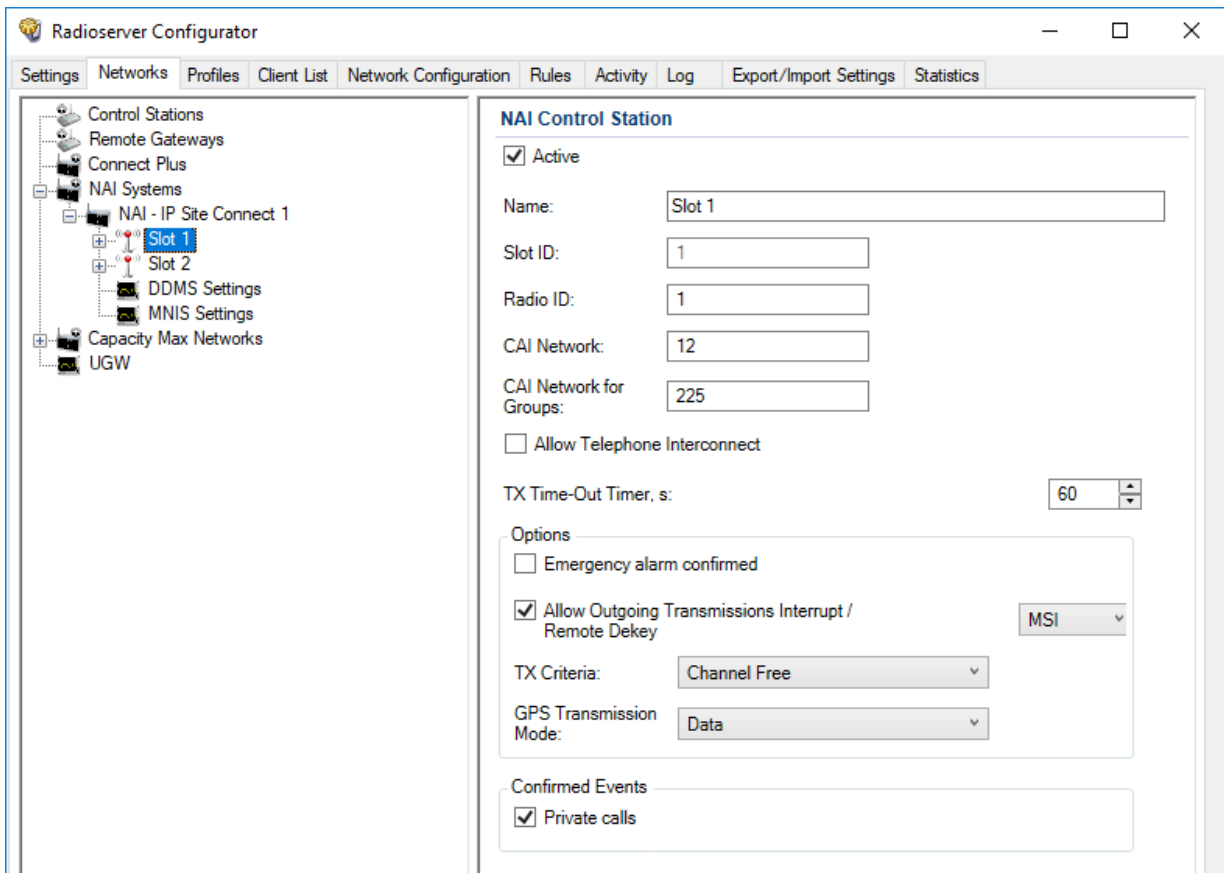 Radioserver Configurator
Settings Networks Profiles Client List Network Configuration Rules Activity Log Export/Import Settings Statistics
Control Stations
Remote Gateways
Connect Plus
NAI Systems
NAI - IP Site Connect 1
Slot 1
Slot 2
DDMS Settings
MNIS Settings
Capacity Max Networks
UGW
NAI Control Station
Active
Name: Slot 1
Slot ID: 1
Radio ID: 1
CAI Network: 12
CAI Network for
Groups: 225
Allow Telephone Interconnect
TX Time-Out Timer, s: 60
Options
Emergency alarm confirmed
Allow Outgoing Transmissions Interrupt /
Remote Dekey MSI
TX Criteria: Channel Free
GPS Transmission
Mode: Data
Confirmed Events
Private calls